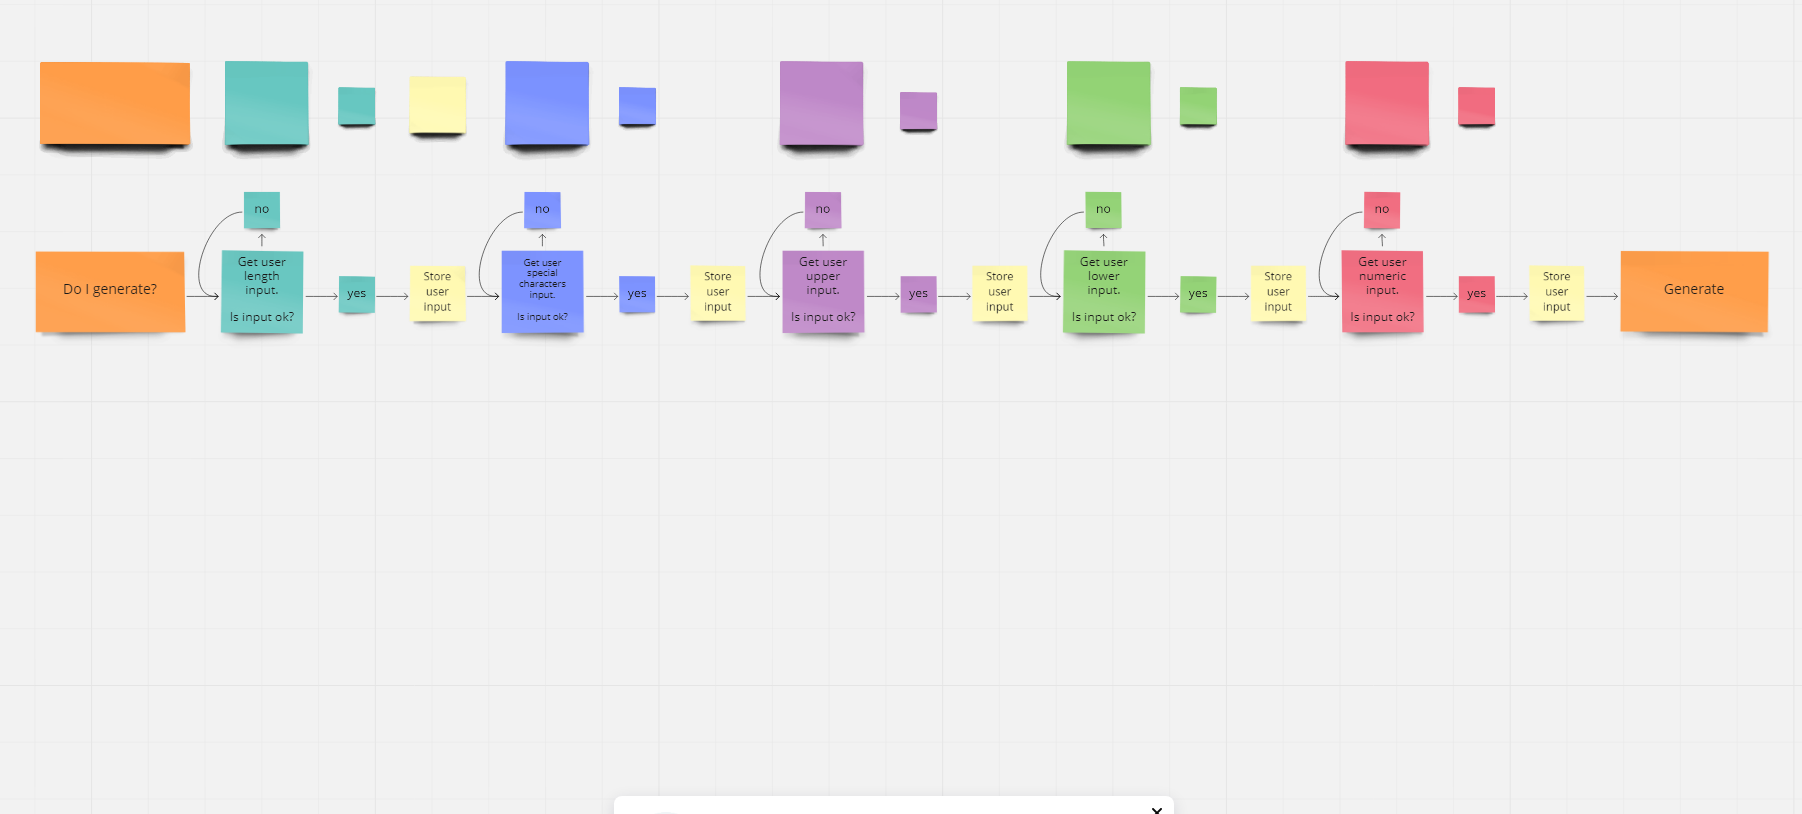 no
no
no
no
no
Do I generate?
Get user
length
input.
Is input ok?
yes
Store
user
input
Get user
special
characters
input.
Is input ok?
yes
Store
user
input
Get user
upper
input.
Is input ok?
yes
Store
user
input
Get user
lower
input.
Is input ok?
yes
Store
user
input
Get user
numeric
input.
Is input ok?
yes
Store
user
input
Generate